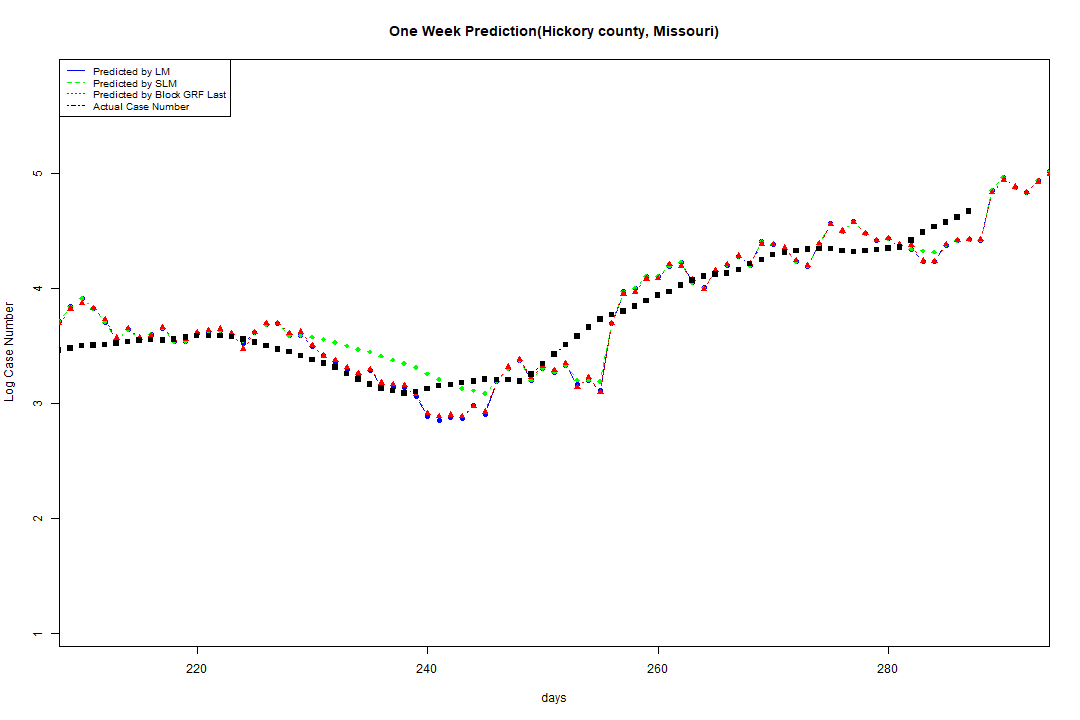 One Week Prediction(Hickory county, Missouri)
Predicted by LM
Predicted by SLM
Predicted by Block GRF Last
Actual Case Number
5
4
3
2
1
Log Case Number
220
240
260
280
days